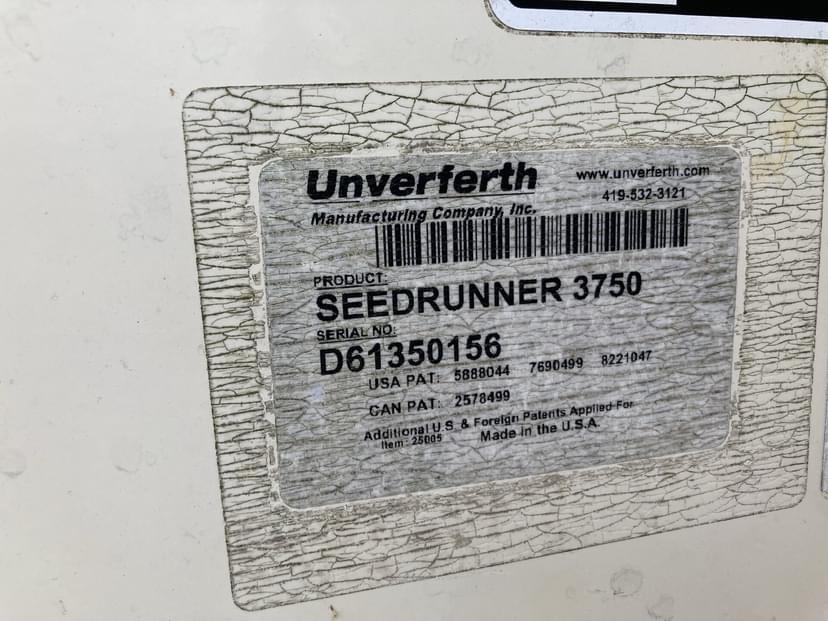 Unverferth www.unverferth.com
Manufacturing Company, Inc. 419-532-3121
PRODUCT:
SEEDRUNNER 3750
SERIAL NO:
D61350156
USA PAT: 5888044 7690499 8221047
CAN PAT: 2578499
Additional U.S. & Foreign Patents Applied For
Item: 25005 Made in the U.S.A.